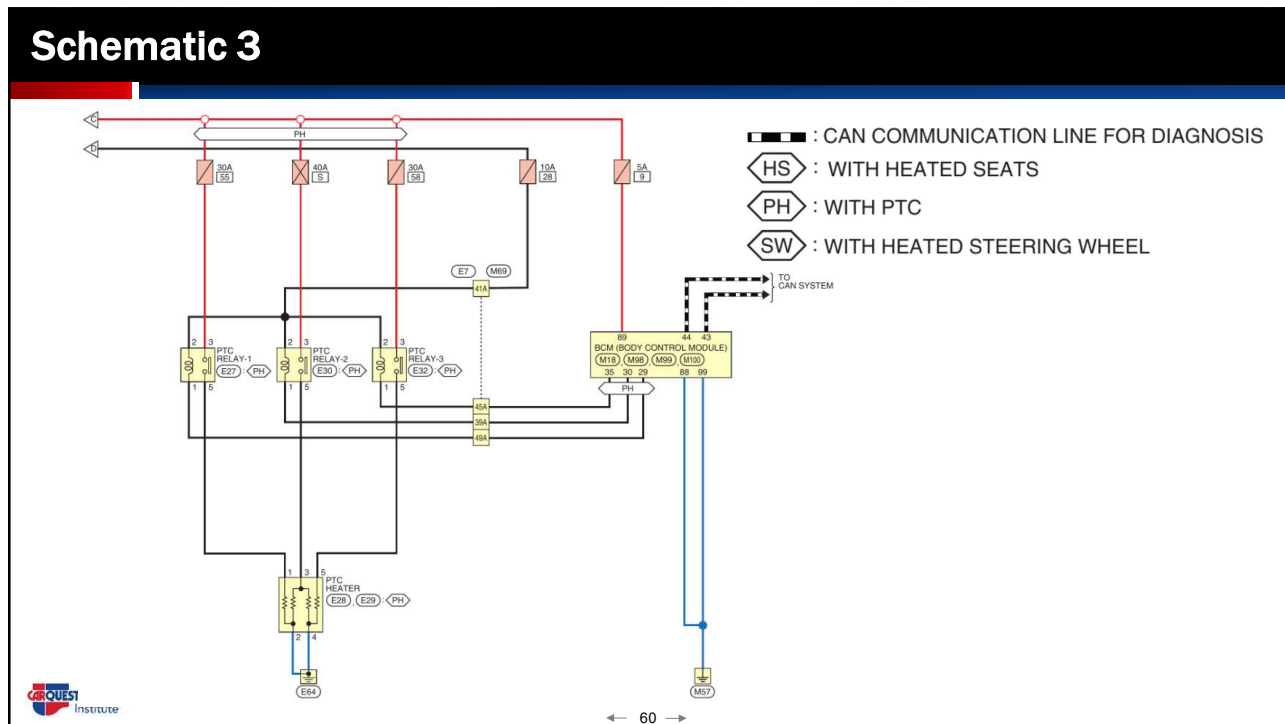 Schematic 3
C
PH
D
30A
55
40A
S
30A
58
10A
28
5A
9
: CAN COMMUNICATION LINE FOR DIAGNOSIS
HS : WITH HEATED SEATS
PH : WITH PTC
SW : WITH HEATED STEERING WHEEL
E7 M69
41A
TO
CAN SYSTEM
2 3
PTC
RELAY-1
E27 : PH
1 5
2 3
PTC
RELAY-2
E30 : PH
1 5
2 3
PTC
RELAY-3
E32 : PH
1 5
89 44 43
BCM (BODY CONTROL MODULE)
M18 , M98 , M99 , M100
35 30 29 88 99
PH
45A
39A
49A
1 3 5
PTC
HEATER
E28 , E29 : PH
2 4
E64
M57
CARQUEST
Institute
60